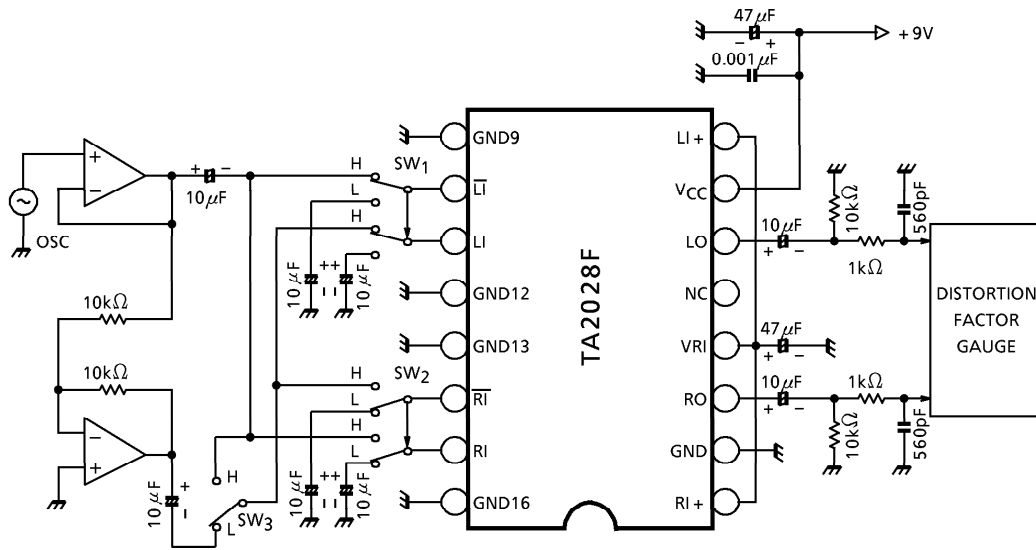 47μF
−
+
+9V
0.001μF
GND9
LI+
H
SW1
+
−
10μF
+
−
L
LI
VCC
OSC
H
LI
LO
10μF
+
−
10kΩ
560pF
1kΩ
L
10μF
++
10μF
GND12
NC
TA2028F
DISTORTION
FACTOR
GAUGE
10kΩ
GND13
VRI
47μF
+
−
10kΩ
H
SW2
L
RI
RO
10μF
+
−
1kΩ
10kΩ
560pF
H
L
RI
GND
−
+
H
10μF
+
−
L
SW3
10μF
++
10μF
GND16
RI+